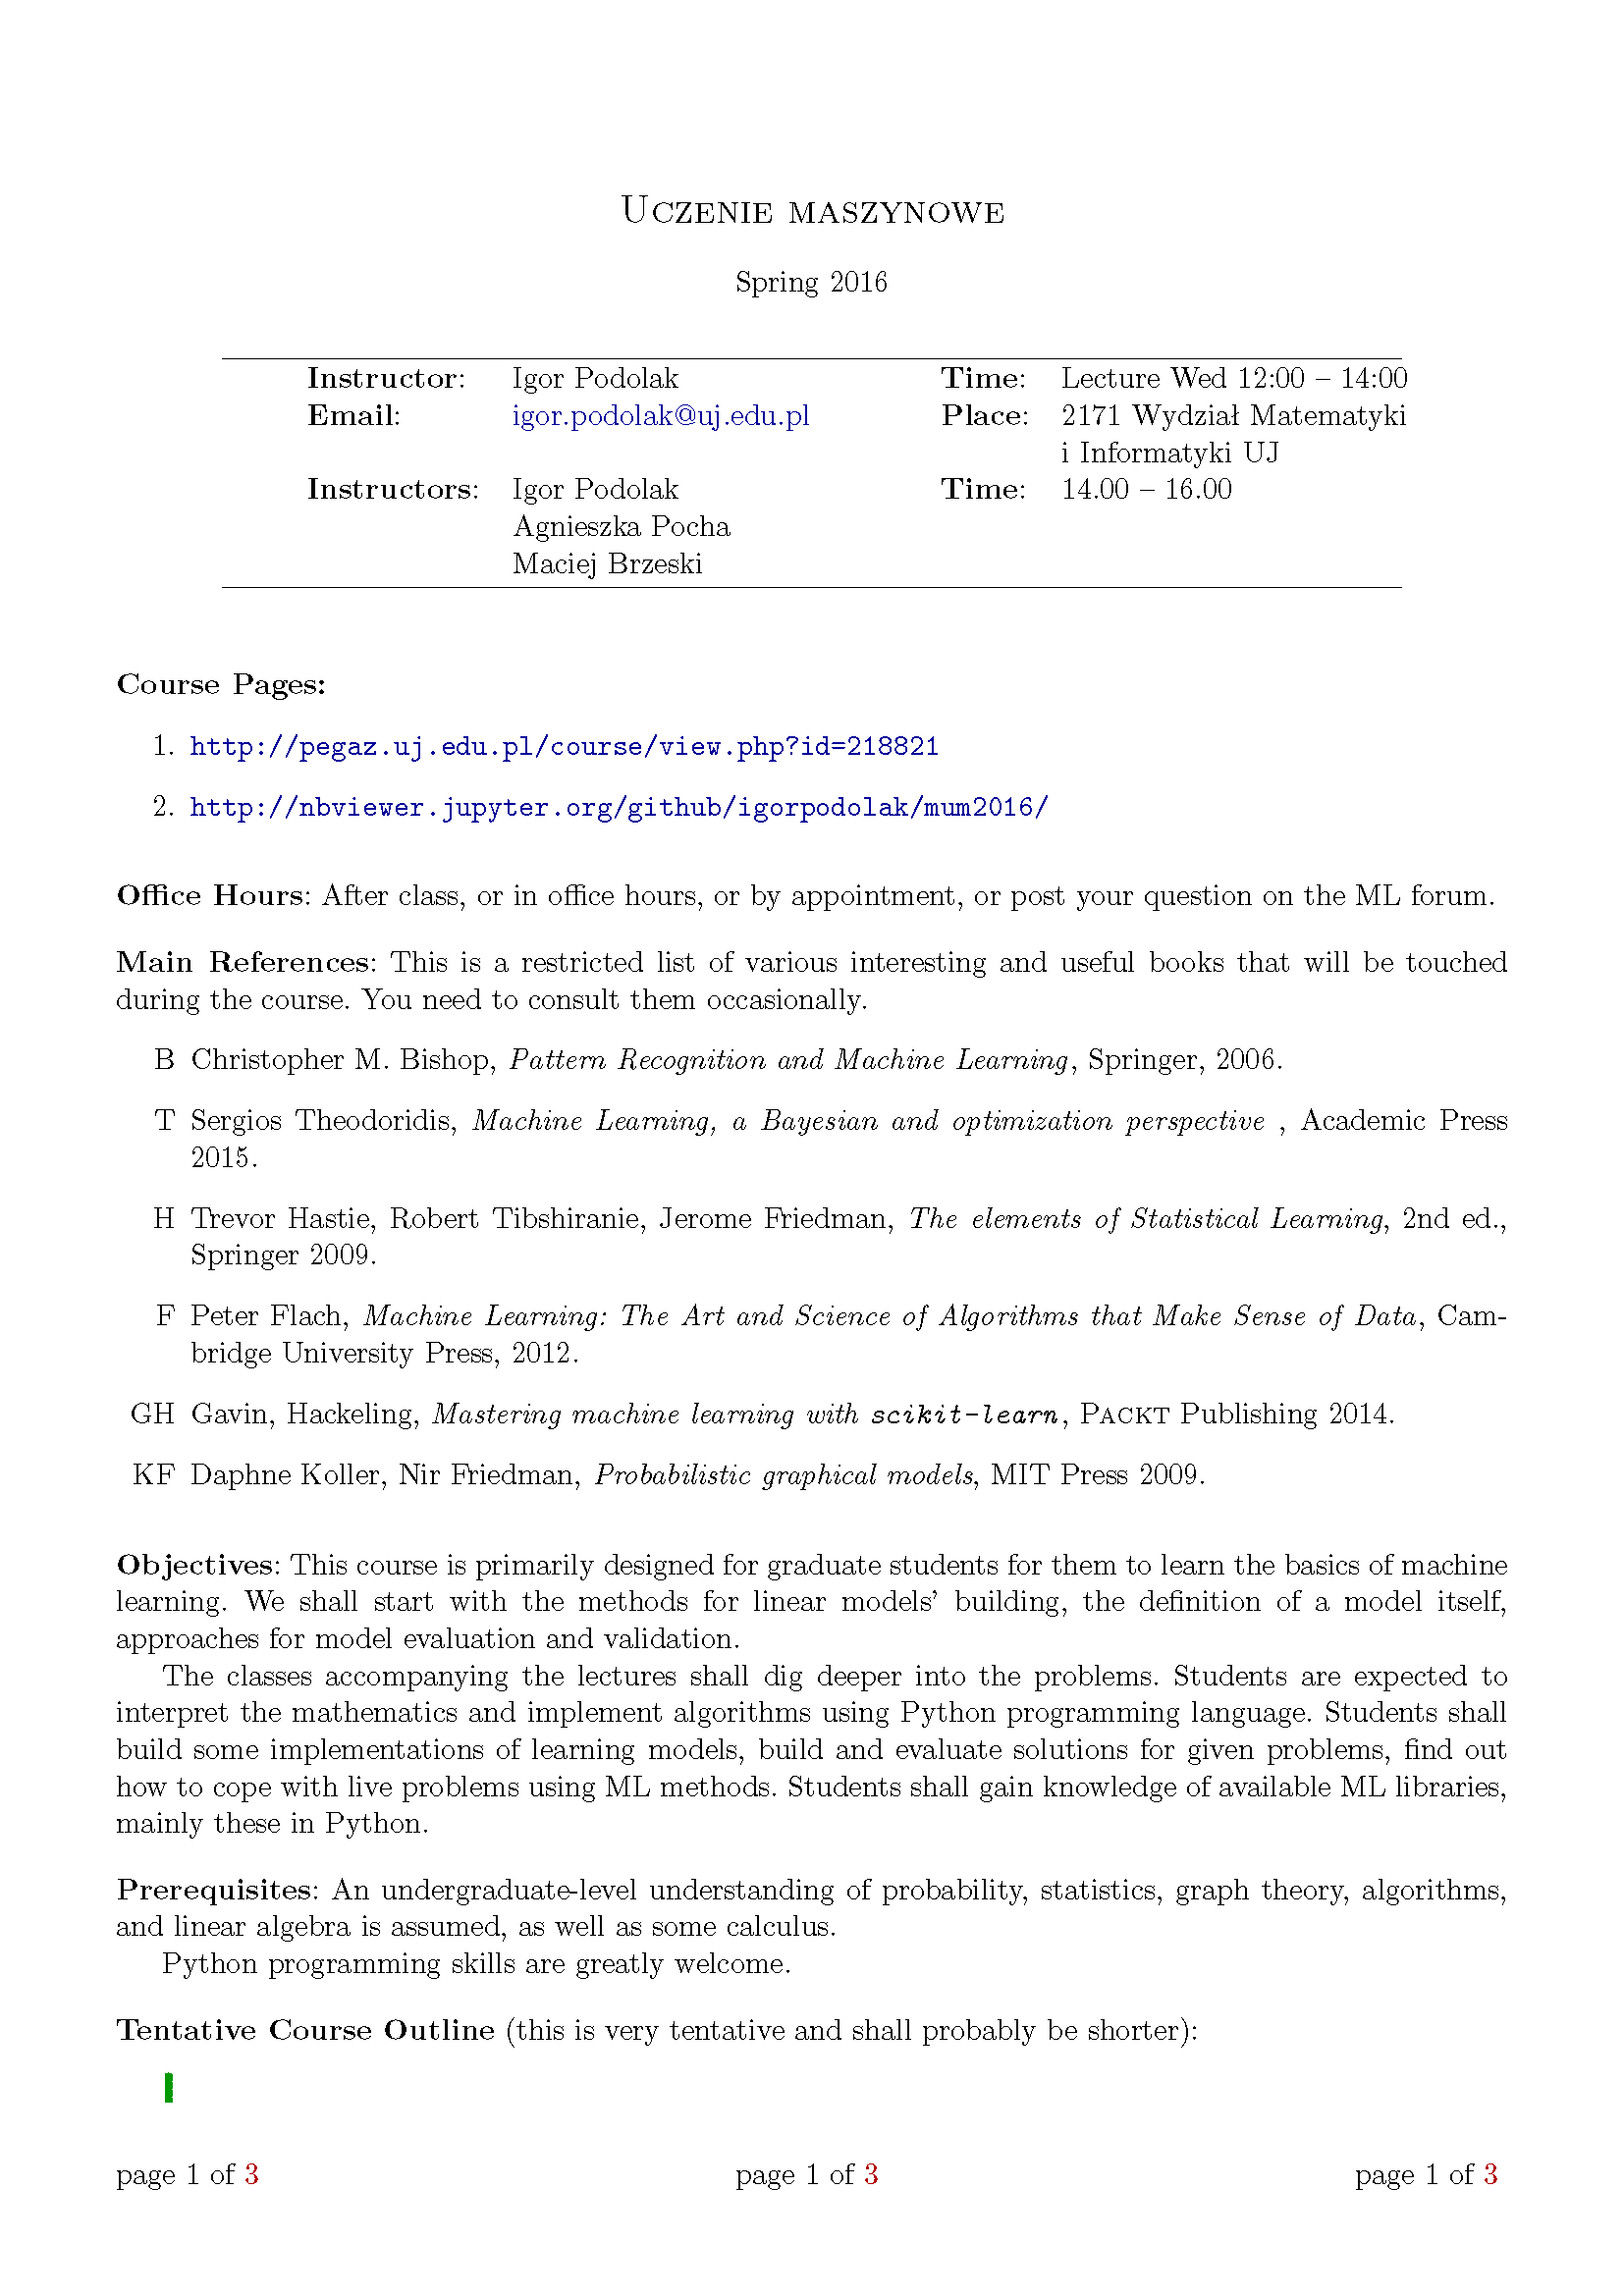 Uczenie maszynowe
Spring 2016
Instructor: Igor Podolak Time: Lecture Wed 12:00 – 14:00
Email: igor.podolak@uj.edu.pl Place: 2171 Wydział Matematyki
i Informatyki UJ
Instructors: Igor Podolak Time: 14.00 – 16.00
Agnieszka Pocha
Maciej Brzeski
Course Pages:
1. http://pegaz.uj.edu.pl/course/view.php?id=218821
2. http://nbviewer.jupyter.org/github/igorpodolak/mum2016/
Office Hours: After class, or in office hours, or by appointment, or post your question on the ML forum.
Main References: This is a restricted list of various interesting and useful books that will be touched
during the course. You need to consult them occasionally.
B Christopher M. Bishop, Pattern Recognition and Machine Learning, Springer, 2006.
T Sergios Theodoridis, Machine Learning, a Bayesian and optimization perspective , Academic Press
2015.
H Trevor Hastie, Robert Tibshiranie, Jerome Friedman, The elements of Statistical Learning, 2nd ed.,
Springer 2009.
F Peter Flach, Machine Learning: The Art and Science of Algorithms that Make Sense of Data, Cam-
bridge University Press, 2012.
GH Gavin, Hackeling, Mastering machine learning with scikit-learn, Packt Publishing 2014.
KF Daphne Koller, Nir Friedman, Probabilistic graphical models, MIT Press 2009.
Objectives: This course is primarily designed for graduate students for them to learn the basics of machine
learning. We shall start with the methods for linear models' building, the definition of a model itself,
approaches for model evaluation and validation.
The classes accompanying the lectures shall dig deeper into the problems. Students are expected to
interpret the mathematics and implement algorithms using Python programming language. Students shall
build some implementations of learning models, build and evaluate solutions for given problems, find out
how to cope with live problems using ML methods. Students shall gain knowledge of available ML libraries,
mainly these in Python.
Prerequisites: An undergraduate-level understanding of probability, statistics, graph theory, algorithms,
and linear algebra is assumed, as well as some calculus.
Python programming skills are greatly welcome.
Tentative Course Outline (this is very tentative and shall probably be shorter):
page 1 of 3 page 1 of 3 page 1 of 3